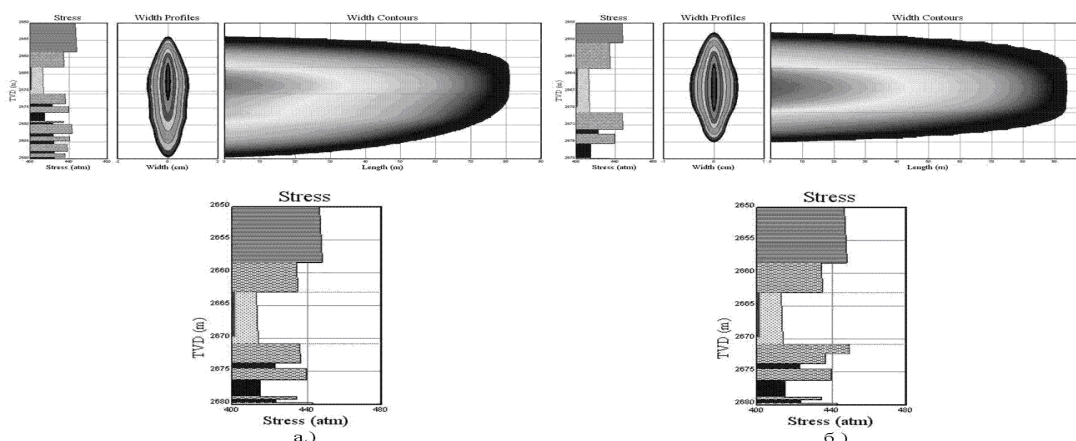 Stress
Width Profiles
Width Contours
Stress
Width Profiles
Width Contours
TVD (m)
TVD (m)
Stress (atm)
Width (cm)
Length (m)
Stress (atm)
Width (cm)
Length (m)
Stress
Stress
2650
2655
2660
2665
2670
2675
2680
TVD (m)
400
440
480
Stress (atm)
2650
2655
2660
2665
2670
2675
2680
TVD (m)
400
440
480
Stress (atm)
а.)
б.)